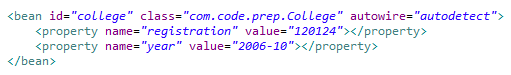 <bean id="college" class="com.code.prep.College" autowire="autodetect">
    <property name="registration" value="120124"></property>
    <property name="year" value="2006-10"></property>
</bean>